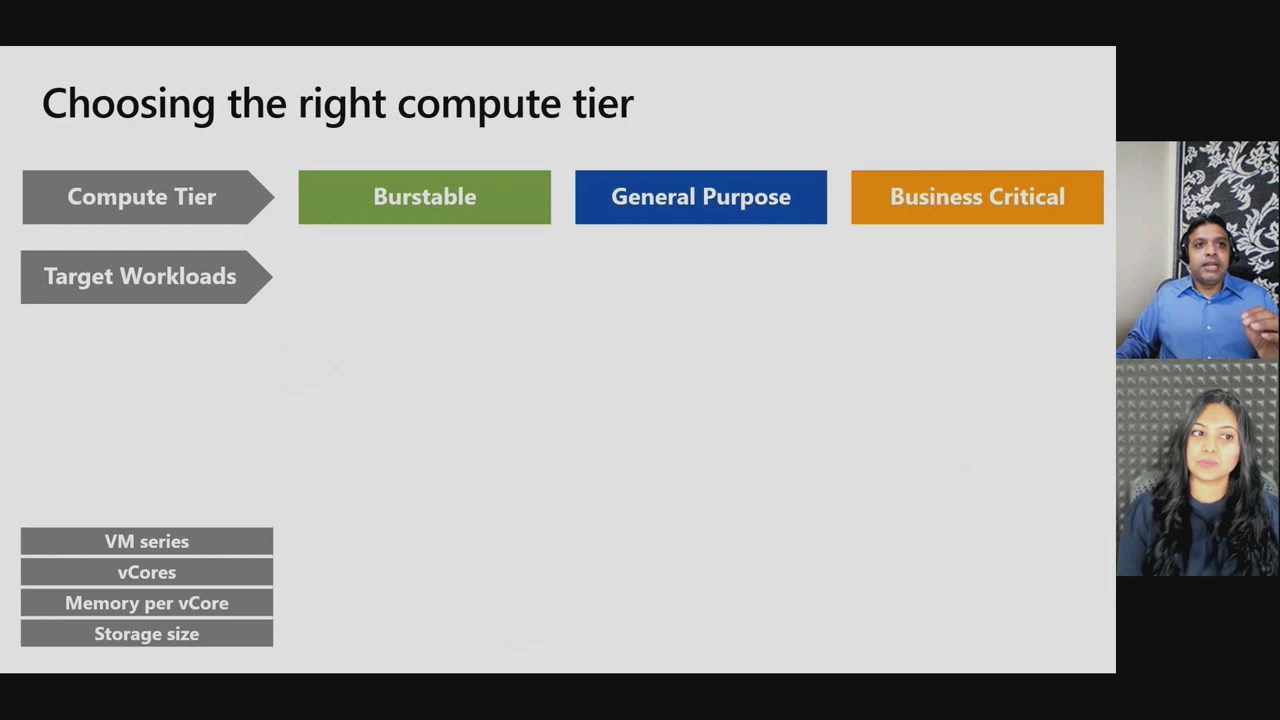 Choosing the right compute tier
Compute Tier
Burstable
General Purpose
Business Critical
Target Workloads
VM series
vCores
Memory per vCore
Storage size